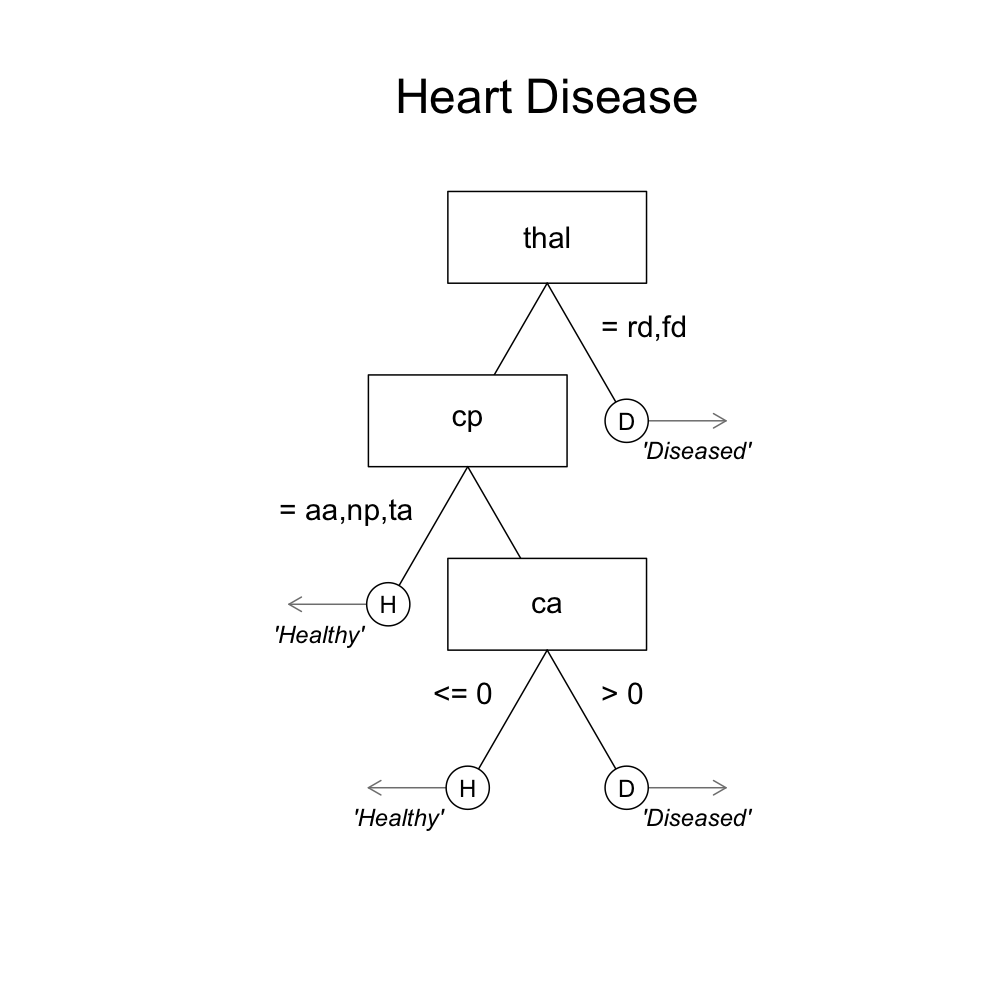 Heart Disease
thal
= rd,fd
cp
D
'Diseased'
= aa,np,ta
H
'Healthy'
ca
<= 0
> 0
H
'Healthy'
D
'Diseased'